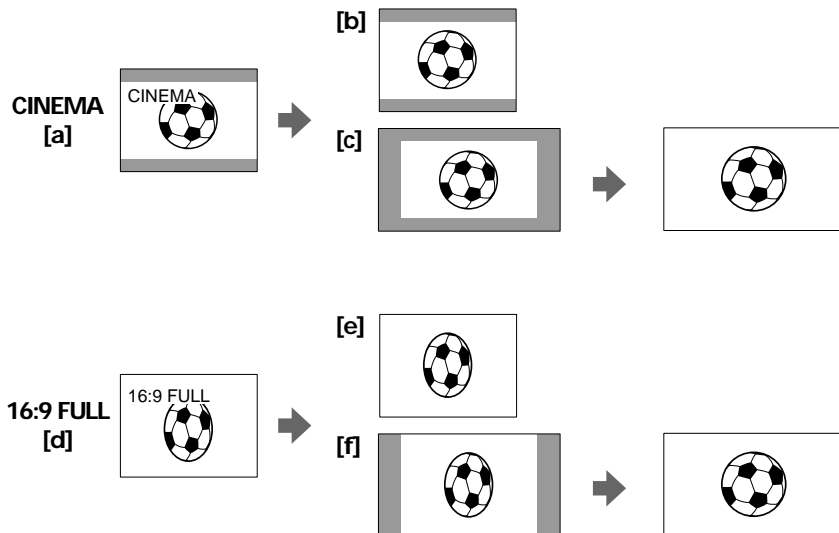 [b]
CINEMA
CINEMA
[a]
[c]
[e]
16:9 FULL
16:9 FULL
[d]
[f]